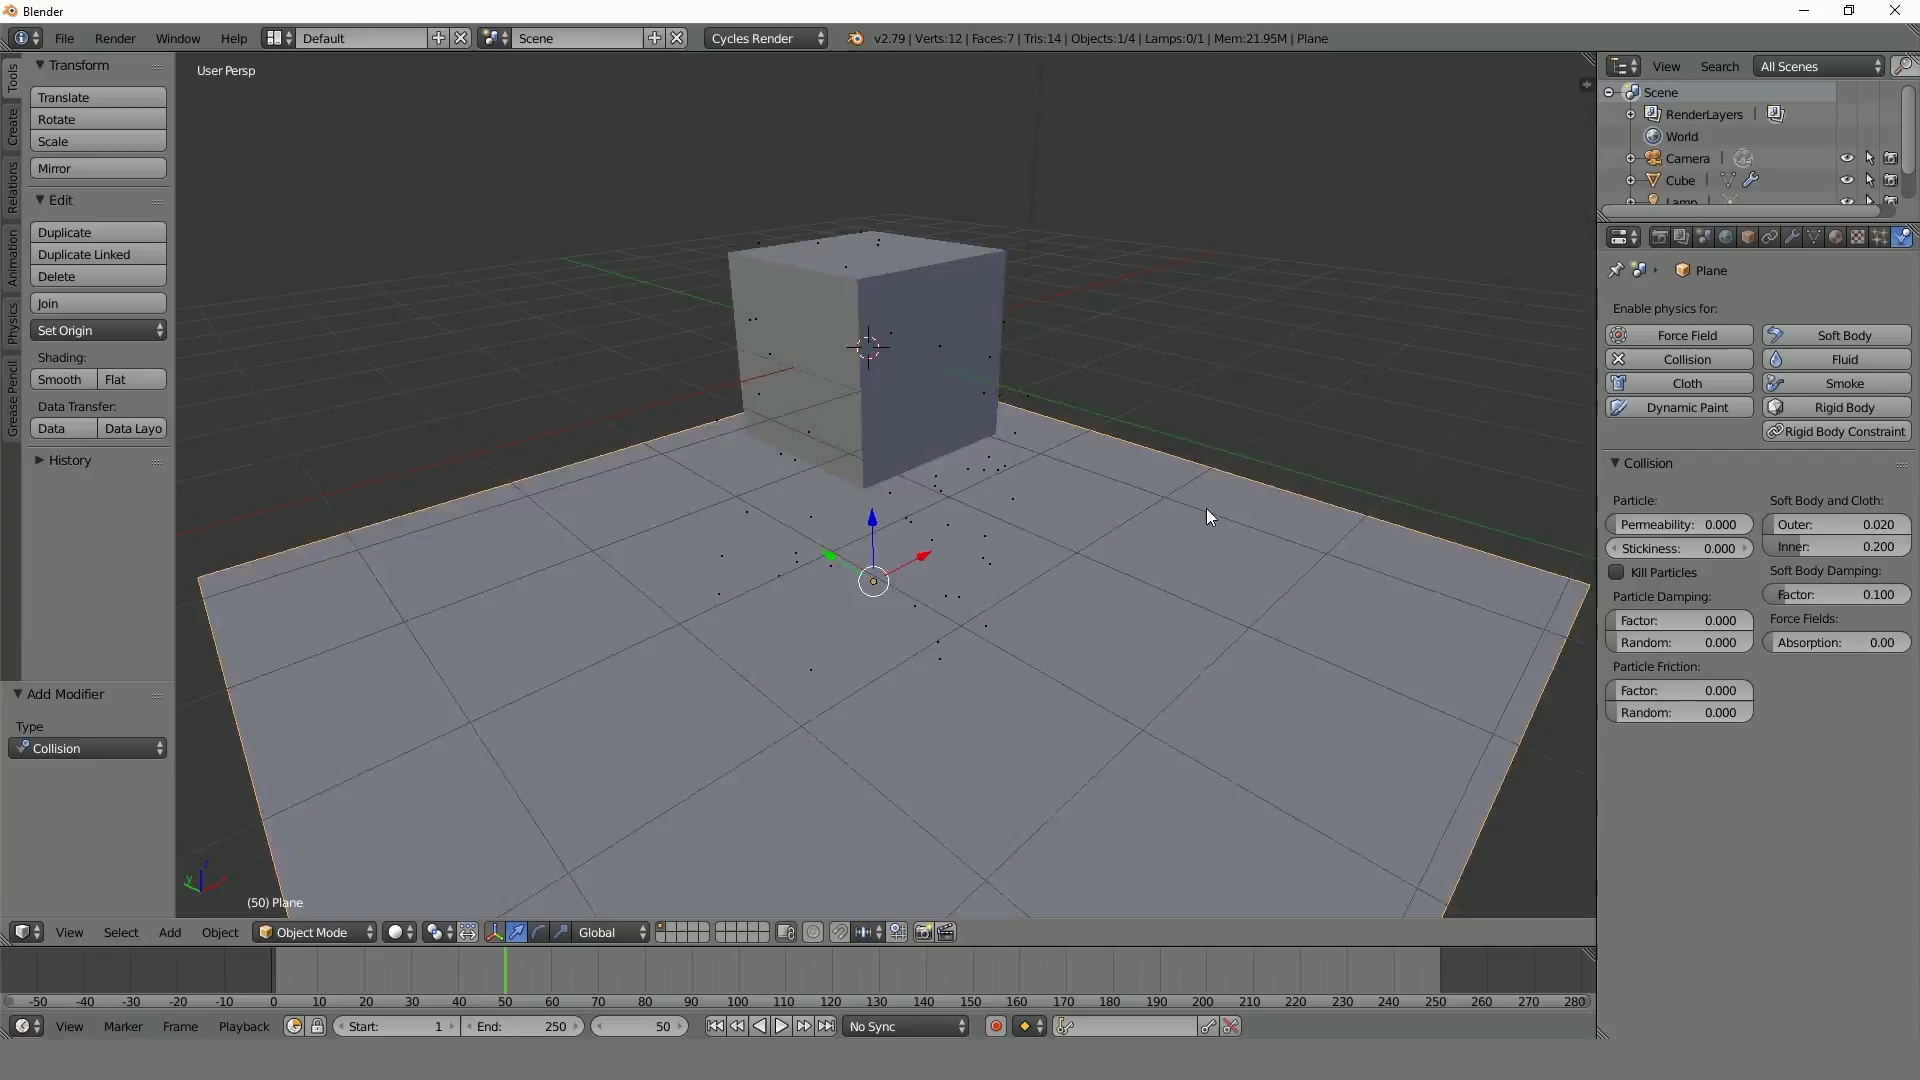 Blender
File Render Window Help Default Scene Cycles Render v2.79 | Verts:12 | Faces:7 | Tris:14 | Objects:1/4 | Lamps:0/1 | Mem:21.95M | Plane
Tools
Create
Relations
Animation
Physics
Grease Pencil
Transform
Translate
Rotate
Scale
Mirror
Edit
Duplicate
Duplicate Linked
Delete
Join
Set Origin
Shading:
Smooth Flat
Data Transfer:
Data Data Layo
History
Add Modifier
Type
Collision
User Persp
(50) Plane
View Select Add Object Object Mode Global
-50 -40 -30 -20 -10 0 10 20 30 40 50 60 70 80 90 100 110 120 130 140 150 160 170 180 190 200 210 220 230 240 250 260 270 280
View Marker Frame Playback Start: 1 End: 250 50 No Sync
View Search All Scenes
Scene
RenderLayers |
World
Camera |
Cube |
Lamp
Plane
Enable physics for:
Force Field Soft Body
Collision Fluid
Cloth Smoke
Dynamic Paint Rigid Body
Rigid Body Constraint
Collision
Particle: Soft Body and Cloth:
Permeability: 0.000 Outer: 0.020
Stickiness: 0.000 Inner: 0.200
Kill Particles Soft Body Damping:
Particle Damping: Factor: 0.100
Factor: 0.000 Force Fields:
Random: 0.000 Absorption: 0.00
Particle Friction:
Factor: 0.000
Random: 0.000